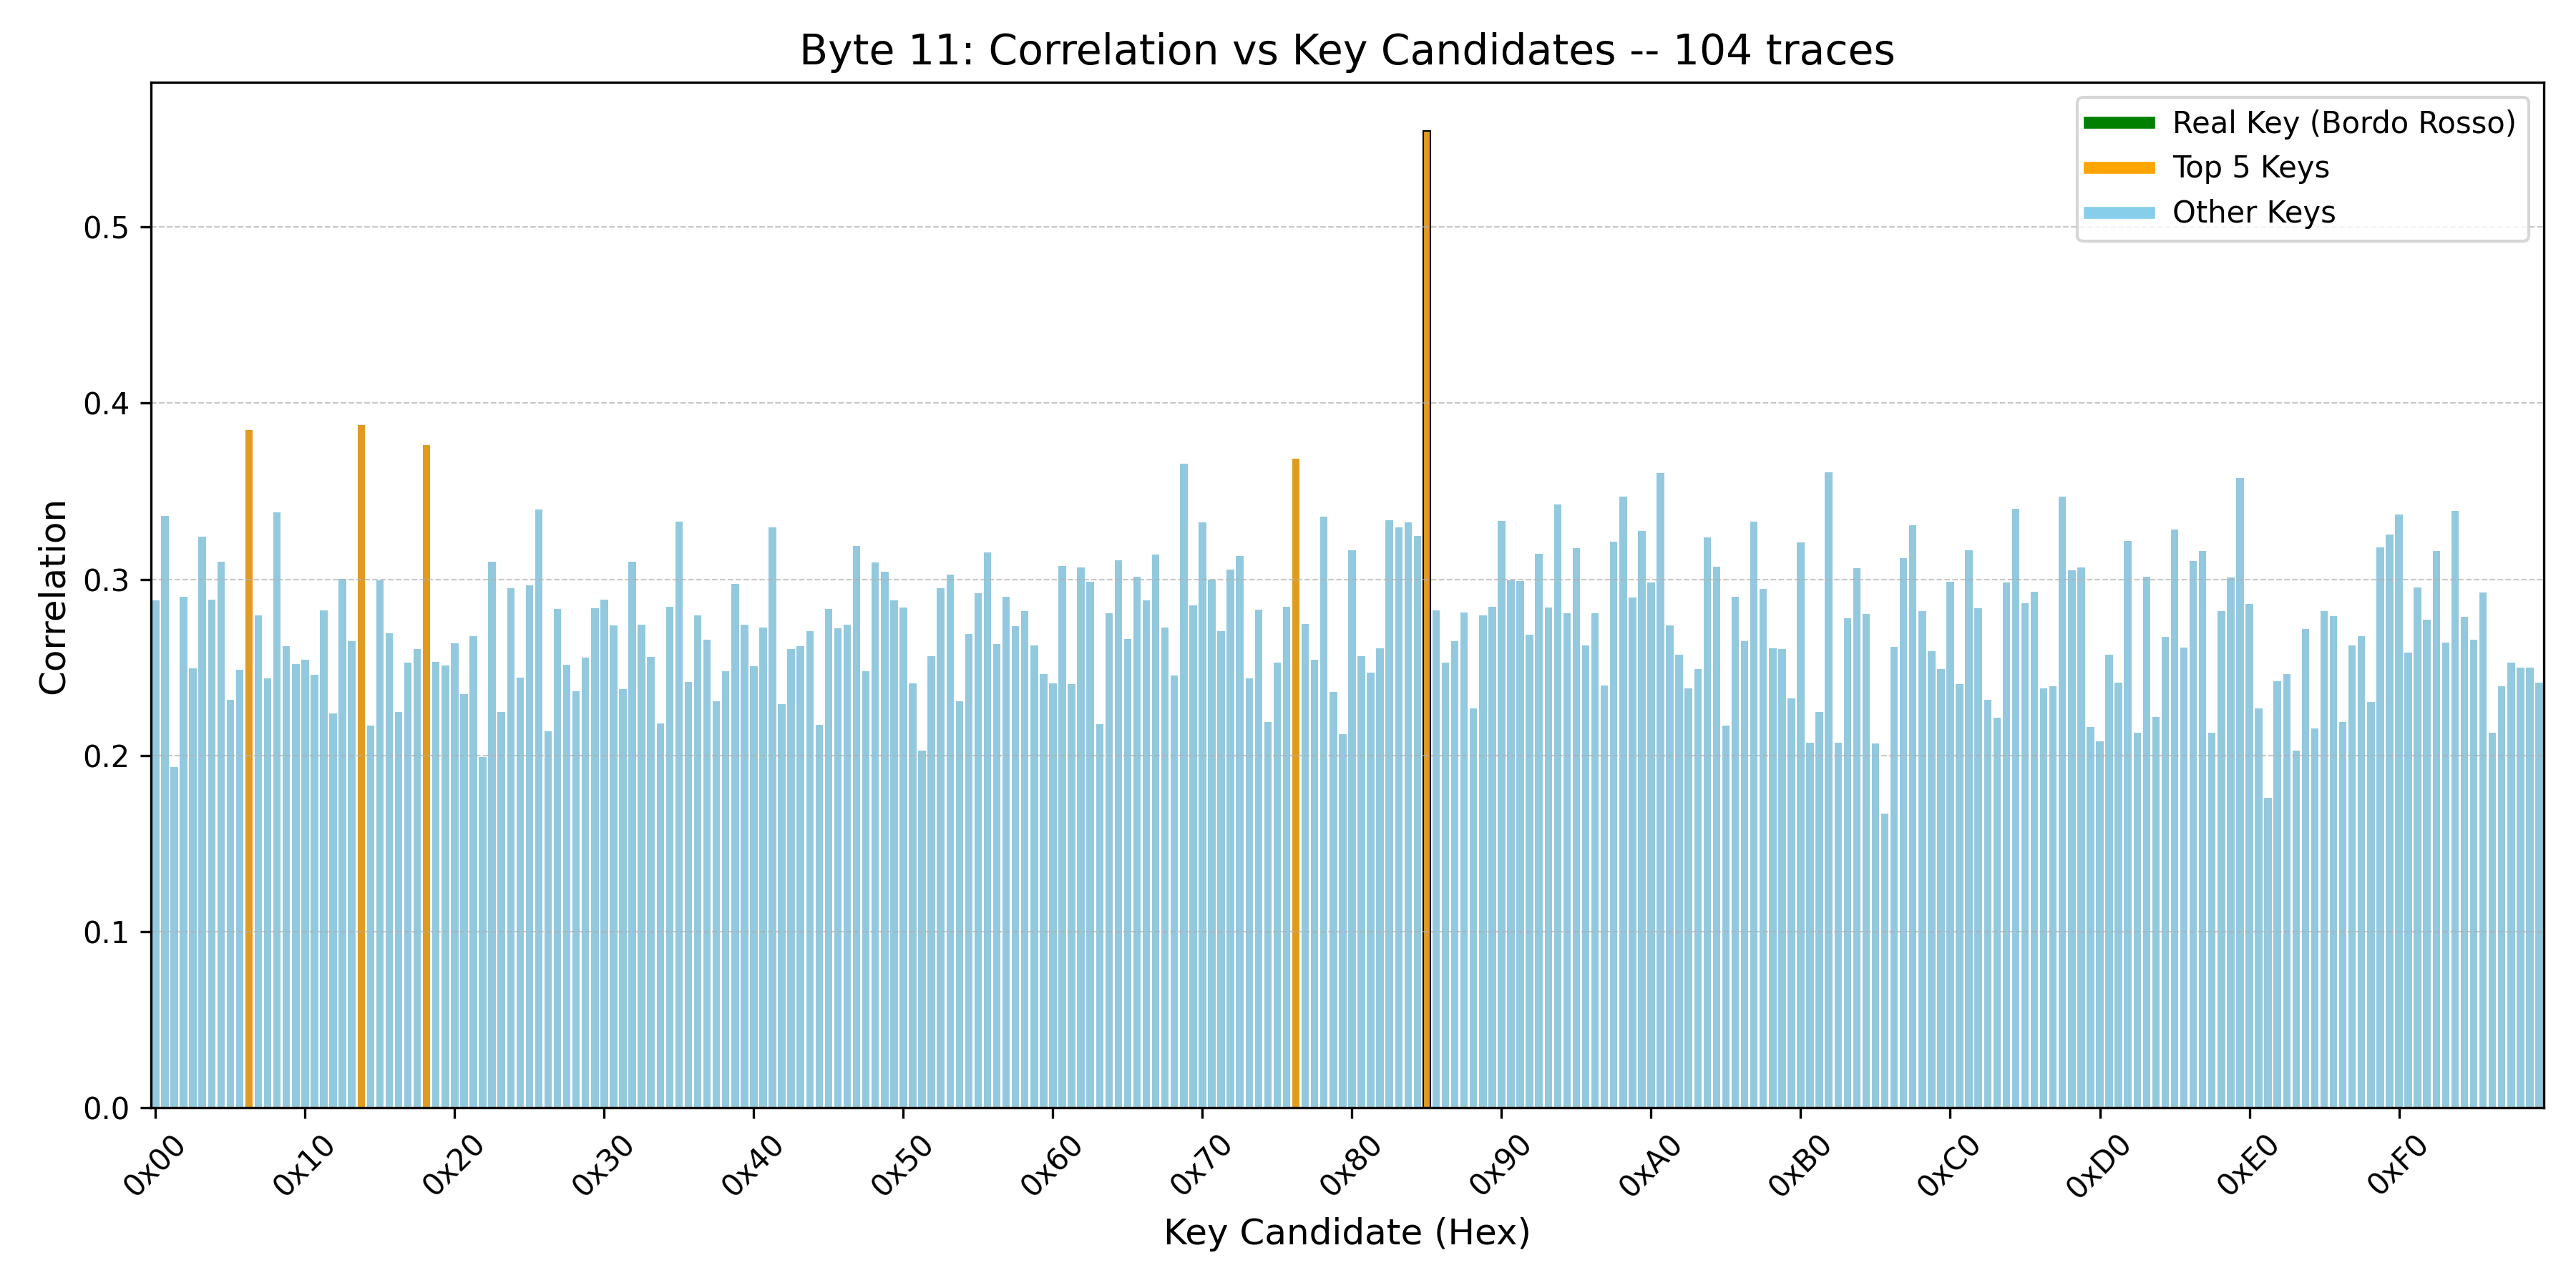 Byte 11: Correlation vs Key Candidates -- 104 traces
Real Key (Bordo Rosso)
Top 5 Keys
Other Keys
Correlation
0.5
0.4
0.3
0.2
0.1
0.0
0x00 0x10 0x20 0x30 0x40 0x50 0x60 0x70 0x80 0x90 0xA0 0xB0 0xC0 0xD0 0xE0 0xF0
Key Candidate (Hex)